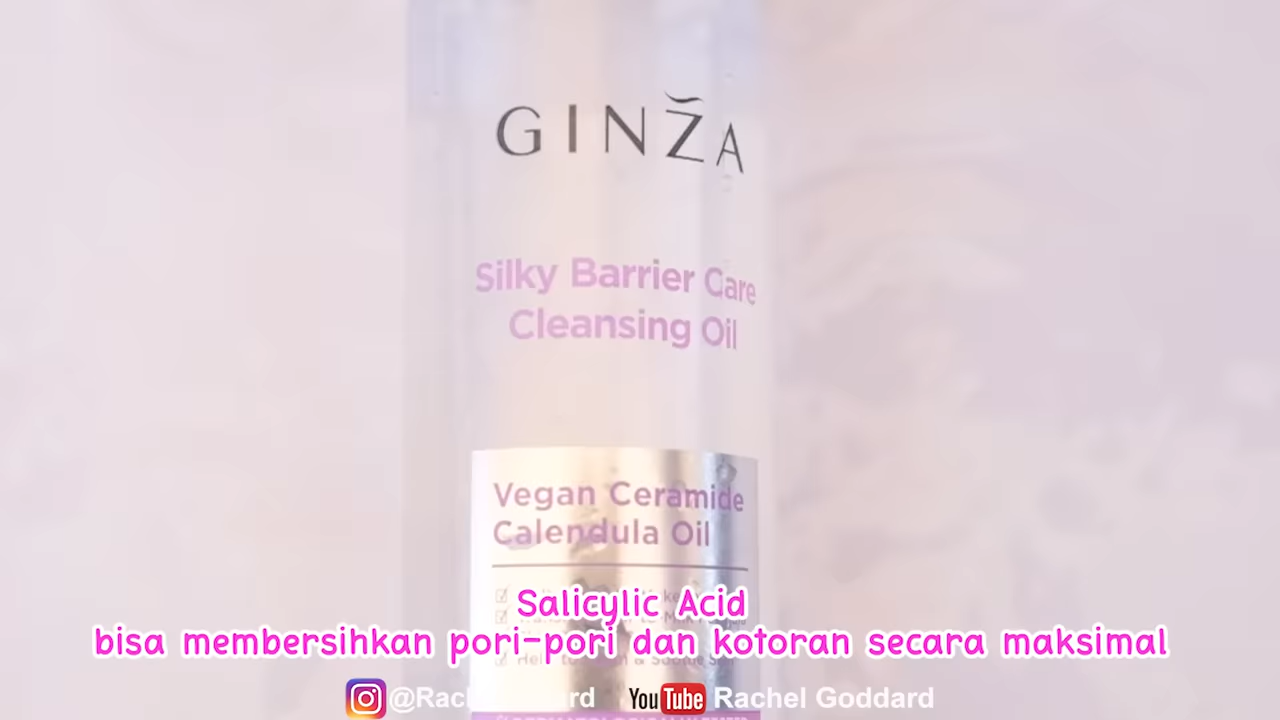 GINZA
Silky Barrier Care
Cleansing Oil
Vegan Ceramide
Calendula Oil
Salicylic Acid
bisa membersihkan pori-pori dan kotoran secara maksimal
YouTube Rachel Goddard